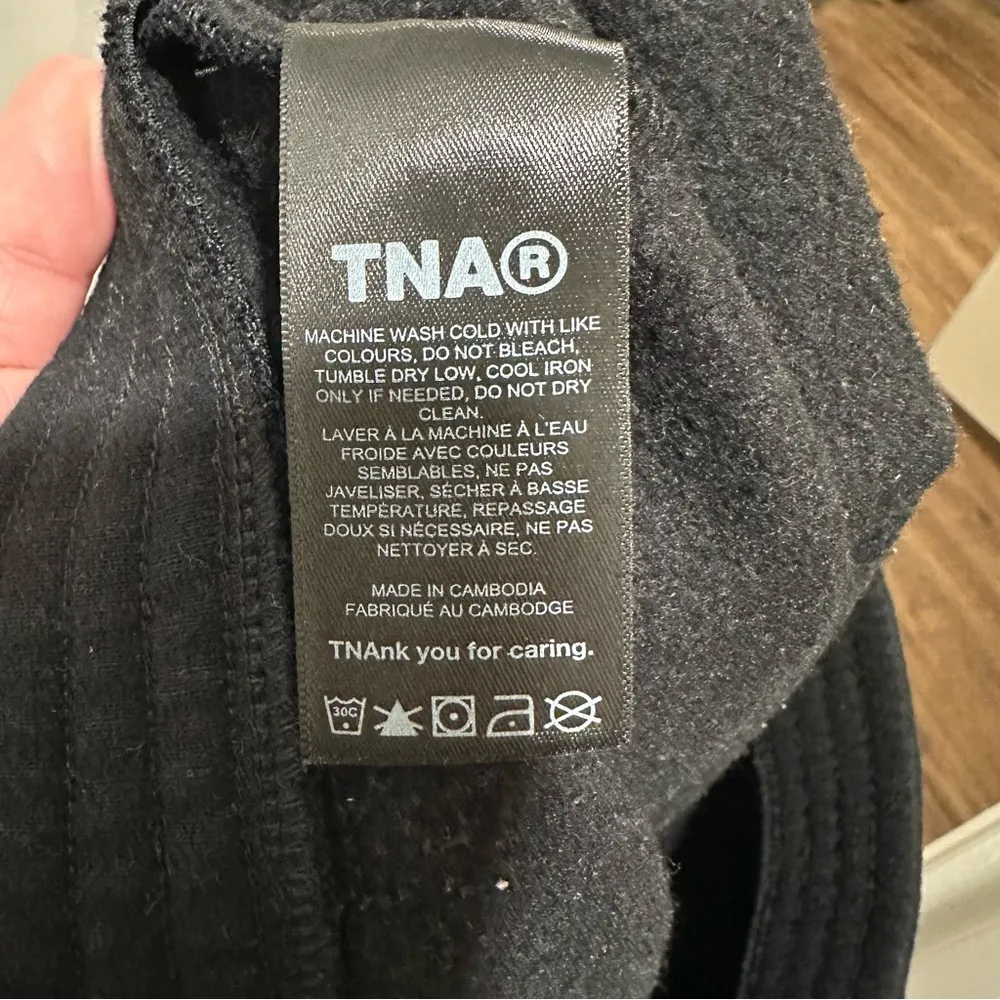 TNA®
MACHINE WASH COLD WITH LIKE
COLOURS, DO NOT BLEACH,
TUMBLE DRY LOW, COOL IRON
ONLY IF NEEDED, DO NOT DRY
CLEAN.
LAVER À LA MACHINE À L'EAU
FROIDE AVEC COULEURS
SEMBLABLES, NE PAS
JAVELISER, SÉCHER À BASSE
TEMPÉRATURE, REPASSAGE
DOUX SI NÉCESSAIRE, NE PAS
NETTOYER À SEC.
MADE IN CAMBODIA
FABRIQUÉ AU CAMBODGE
TNAnk you for caring.
30C